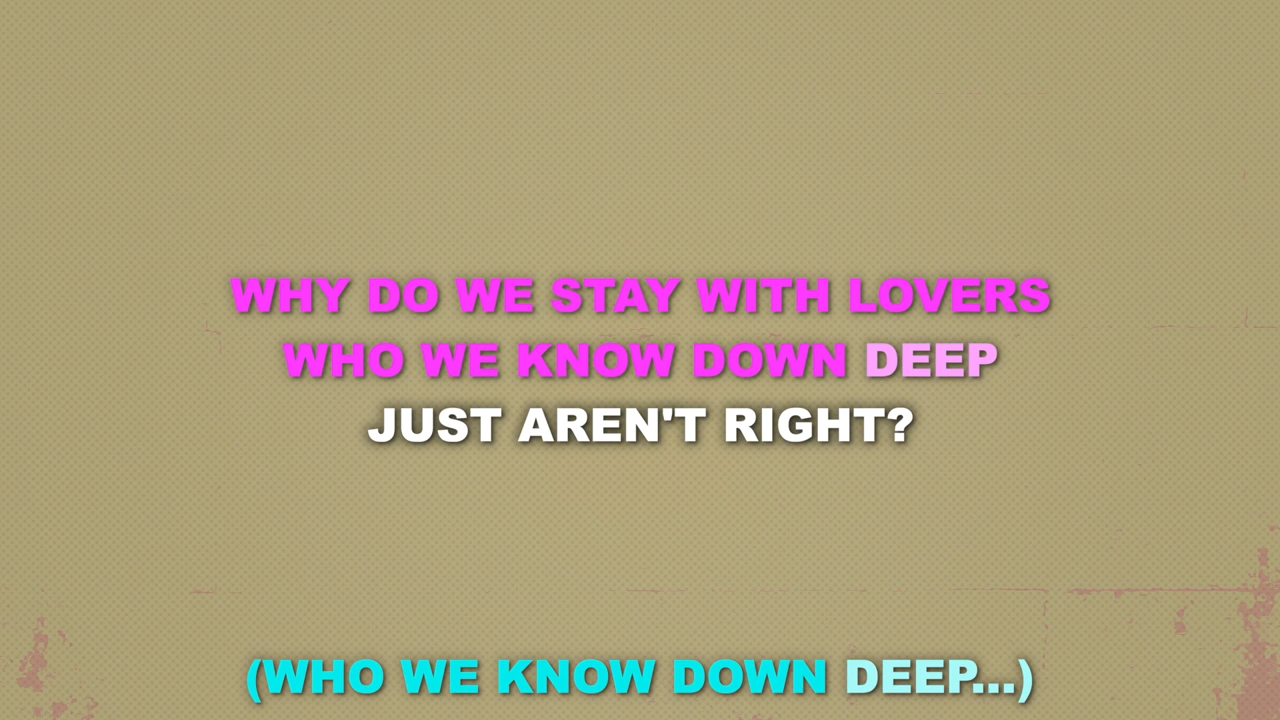 WHY DO WE STAY WITH LOVERS
WHO WE KNOW DOWN DEEP
JUST AREN'T RIGHT?
(WHO WE KNOW DOWN DEEP...)